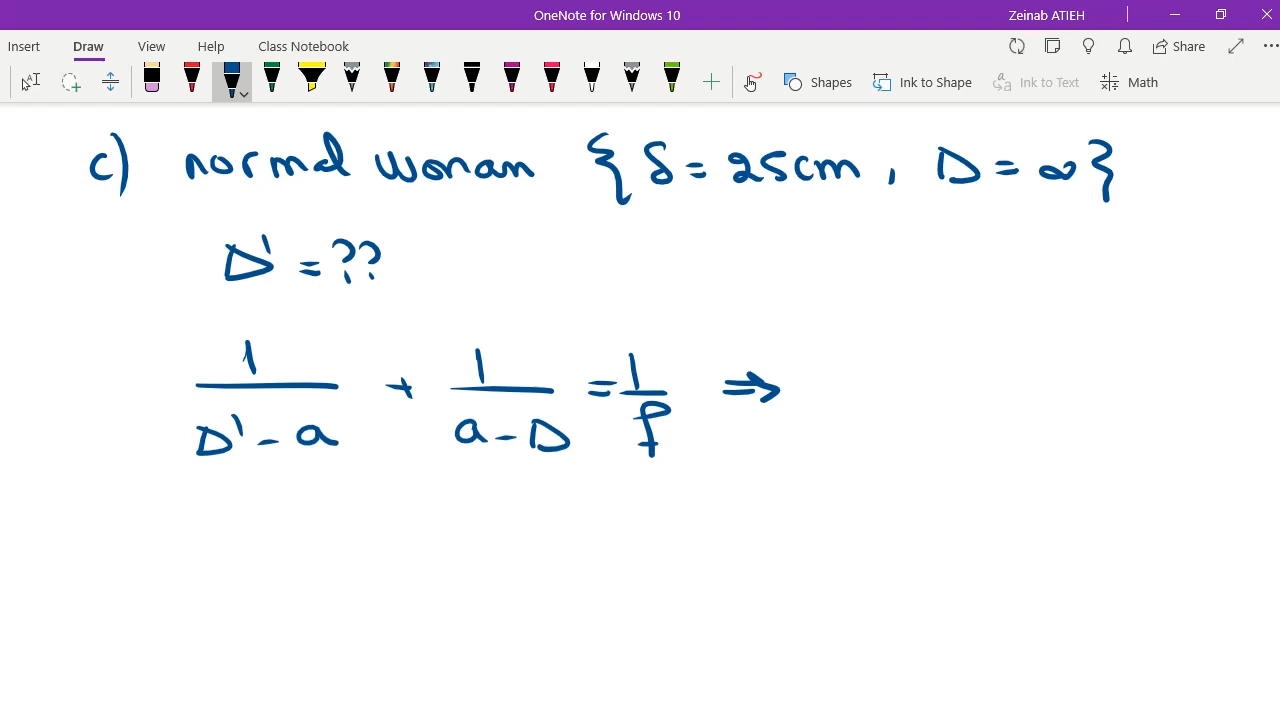 OneNote for Windows 10 Zeinab ATIEH
Insert Draw View Help Class Notebook Share
Shapes Ink to Shape Ink to Text Math
c) normal woman { δ = 25cm , D = ∞ }
D' = ??
1/(D' - a) + 1/(a - D) = 1/f ⇒